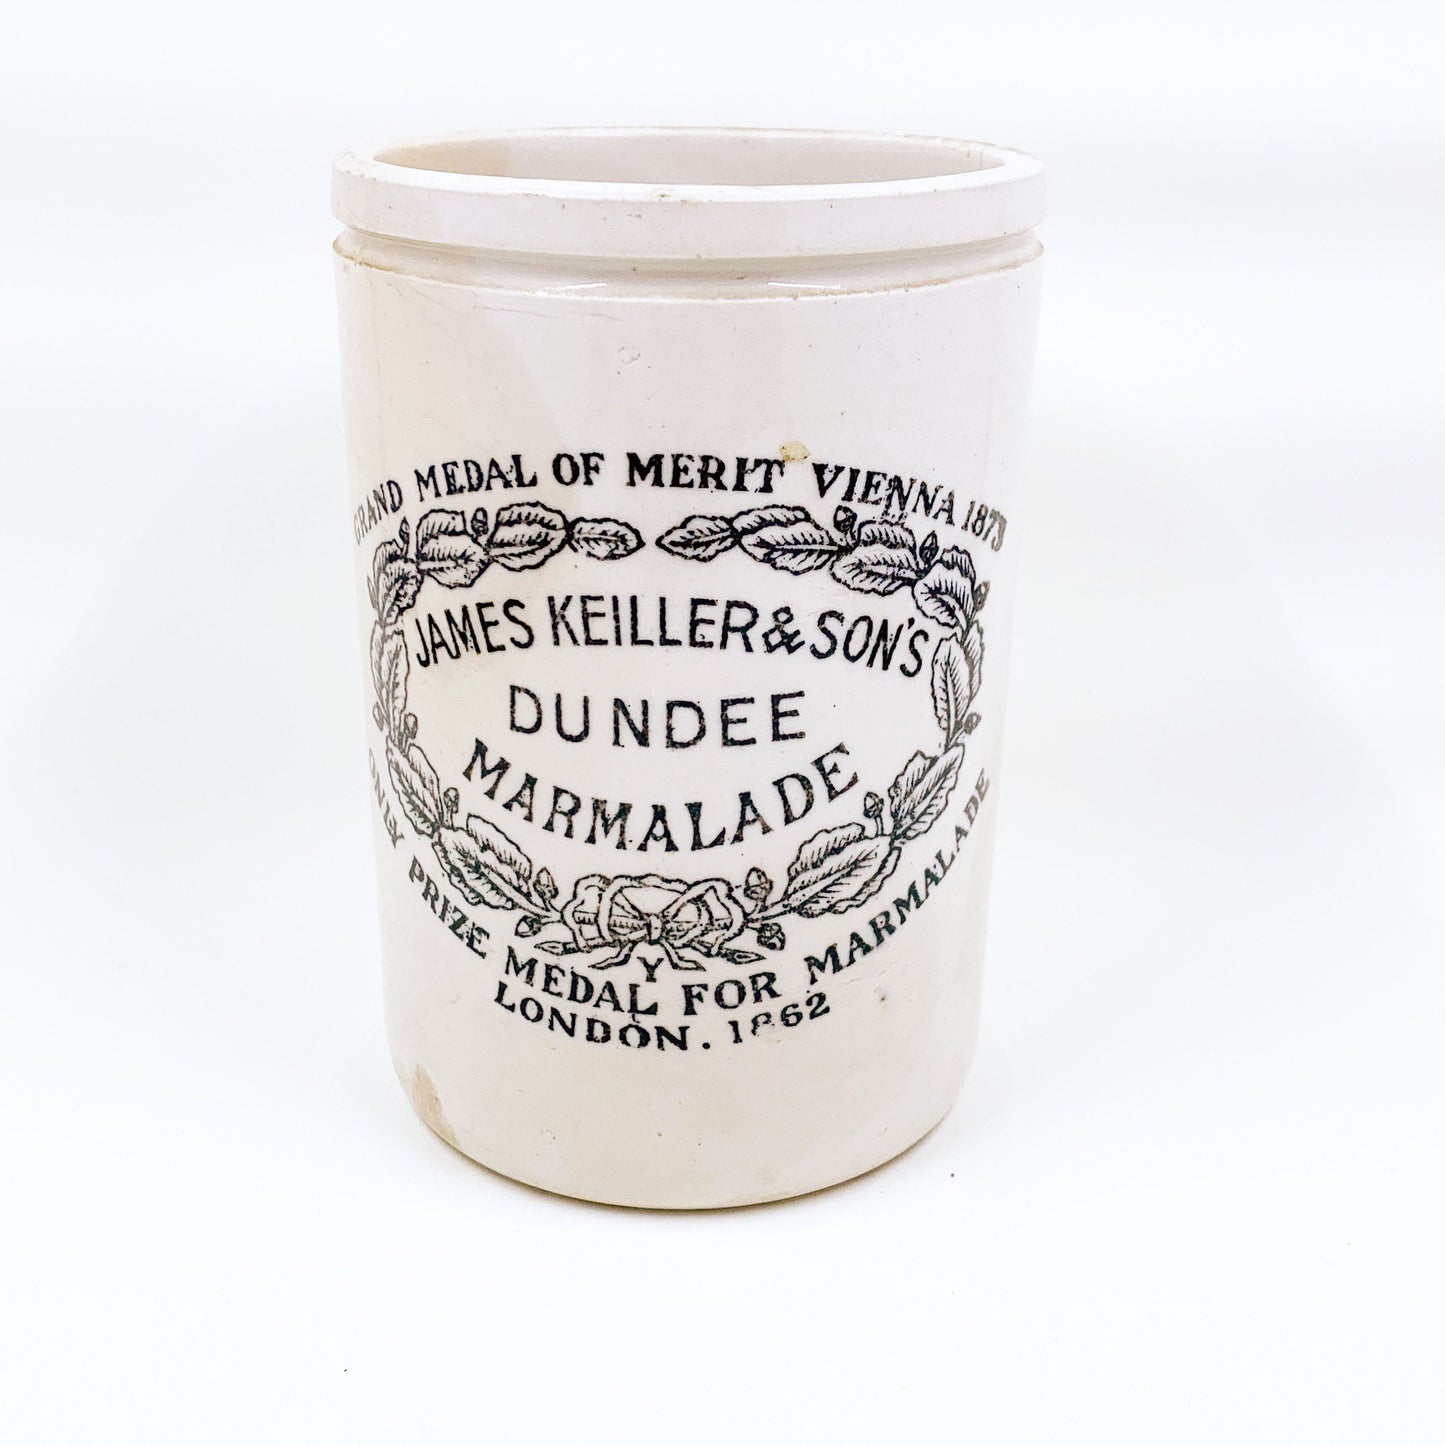 GRAND MEDAL OF MERIT VIENNA 1873
JAMES KEILLER & SON'S
DUNDEE
MARMALADE
Y
ONLY PRIZE MEDAL FOR MARMALADE
LONDON. 1862